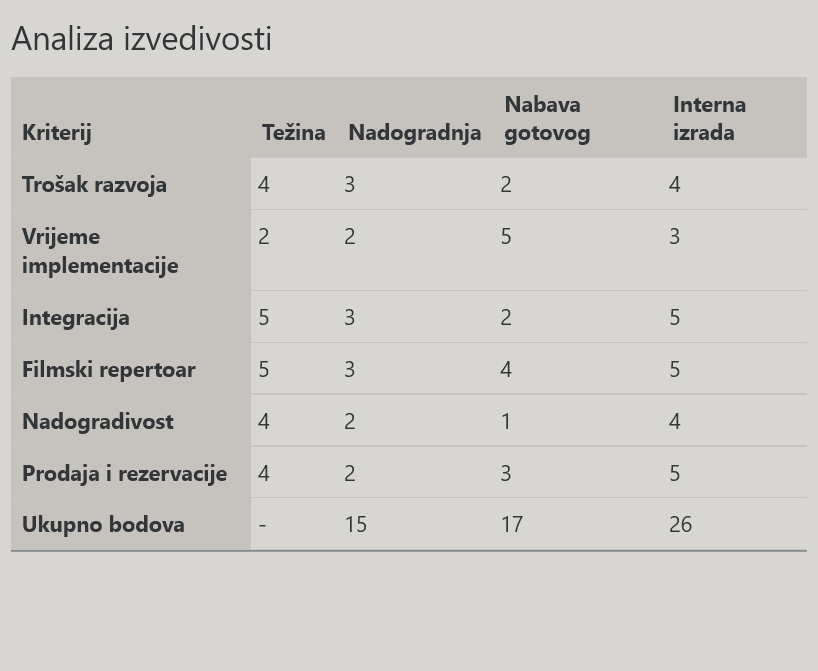 Analiza izvedivosti
Kriterij Težina Nadogradnja Nabava gotovog Interna izrada
Trošak razvoja 4 3 2 4
Vrijeme implementacije 2 2 5 3
Integracija 5 3 2 5
Filmski repertoar 5 3 4 5
Nadogradivost 4 2 1 4
Prodaja i rezervacije 4 2 3 5
Ukupno bodova - 15 17 26